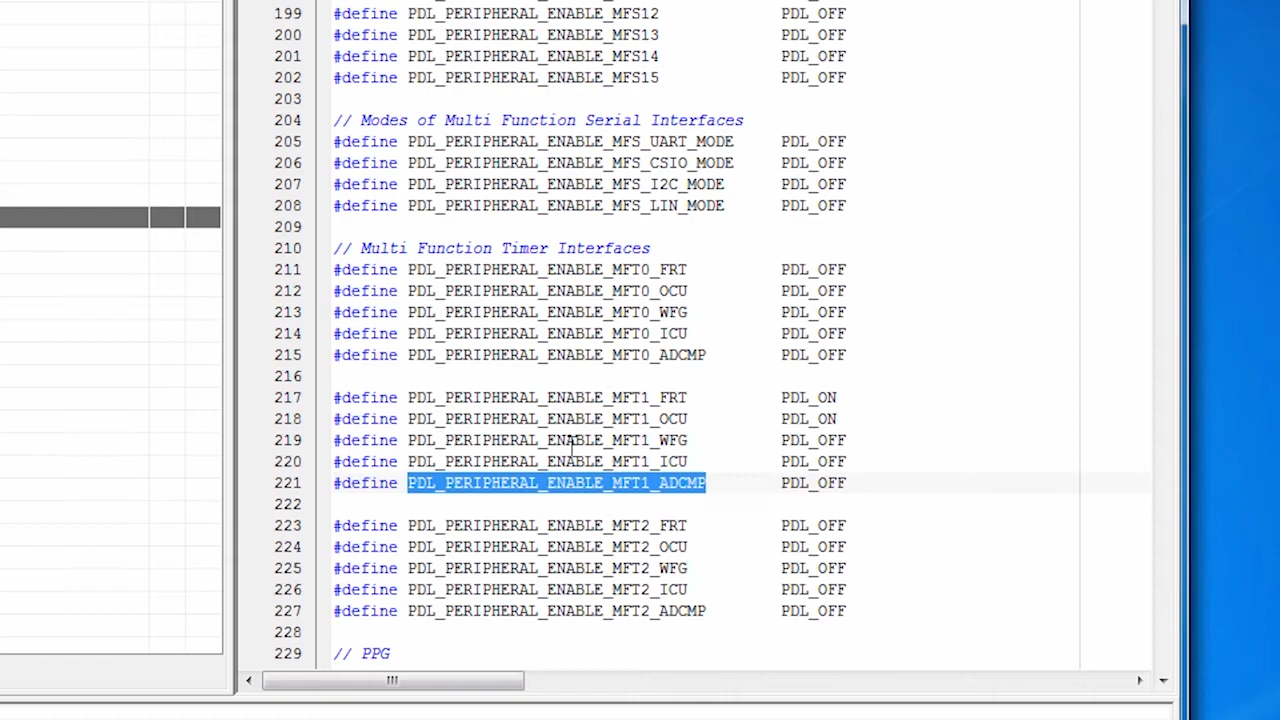 199 #define PDL_PERIPHERAL_ENABLE_MFS12 PDL_OFF
200 #define PDL_PERIPHERAL_ENABLE_MFS13 PDL_OFF
201 #define PDL_PERIPHERAL_ENABLE_MFS14 PDL_OFF
202 #define PDL_PERIPHERAL_ENABLE_MFS15 PDL_OFF
203
204 // Modes of Multi Function Serial Interfaces
205 #define PDL_PERIPHERAL_ENABLE_MFS_UART_MODE PDL_OFF
206 #define PDL_PERIPHERAL_ENABLE_MFS_CSIO_MODE PDL_OFF
207 #define PDL_PERIPHERAL_ENABLE_MFS_I2C_MODE PDL_OFF
208 #define PDL_PERIPHERAL_ENABLE_MFS_LIN_MODE PDL_OFF
209
210 // Multi Function Timer Interfaces
211 #define PDL_PERIPHERAL_ENABLE_MFT0_FRT PDL_OFF
212 #define PDL_PERIPHERAL_ENABLE_MFT0_OCU PDL_OFF
213 #define PDL_PERIPHERAL_ENABLE_MFT0_WFG PDL_OFF
214 #define PDL_PERIPHERAL_ENABLE_MFT0_ICU PDL_OFF
215 #define PDL_PERIPHERAL_ENABLE_MFT0_ADCMP PDL_OFF
216
217 #define PDL_PERIPHERAL_ENABLE_MFT1_FRT PDL_ON
218 #define PDL_PERIPHERAL_ENABLE_MFT1_OCU PDL_ON
219 #define PDL_PERIPHERAL_ENABLE_MFT1_WFG PDL_OFF
220 #define PDL_PERIPHERAL_ENABLE_MFT1_ICU PDL_OFF
221 #define PDL_PERIPHERAL_ENABLE_MFT1_ADCMP PDL_OFF
222
223 #define PDL_PERIPHERAL_ENABLE_MFT2_FRT PDL_OFF
224 #define PDL_PERIPHERAL_ENABLE_MFT2_OCU PDL_OFF
225 #define PDL_PERIPHERAL_ENABLE_MFT2_WFG PDL_OFF
226 #define PDL_PERIPHERAL_ENABLE_MFT2_ICU PDL_OFF
227 #define PDL_PERIPHERAL_ENABLE_MFT2_ADCMP PDL_OFF
228
229 // PPG